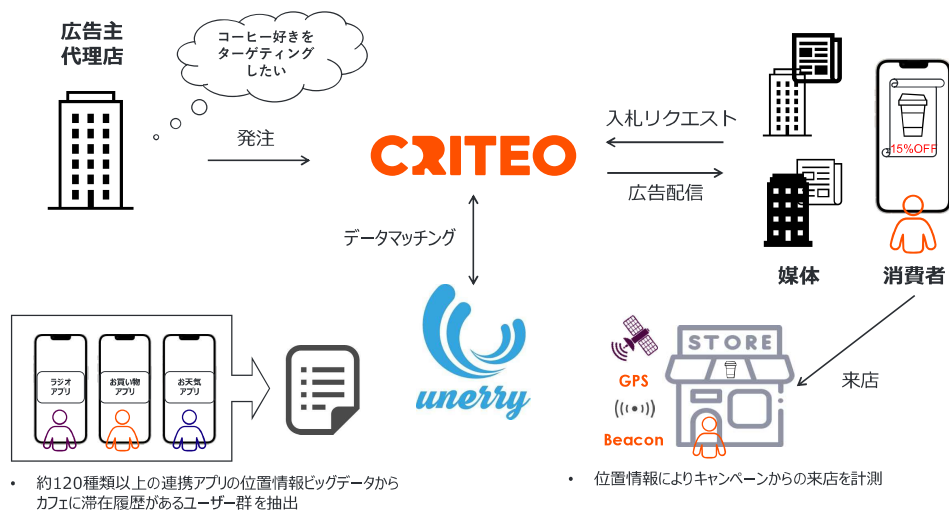 広告主
代理店
コーヒー好きを
ターゲティング
したい
発注
CRITEO
入札リクエスト
広告配信
15%OFF
媒体
消費者
データマッチング
unerry
ラジオ
アプリ
お買い物
アプリ
お天気
アプリ
GPS
Beacon
STORE
来店
• 約120種類以上の連携アプリの位置情報ビッグデータから
カフェに滞在履歴があるユーザー群を抽出
• 位置情報によりキャンペーンからの来店を計測